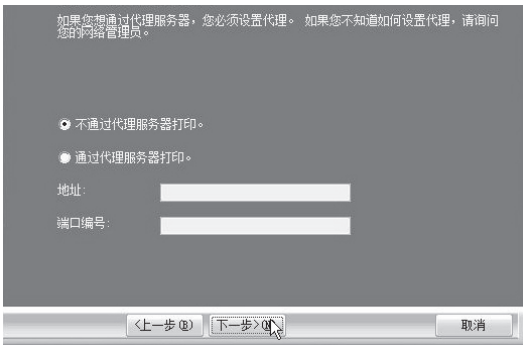 如果您想通过代理服务器，您必须设置代理。 如果您不知道如何设置代理，请询问
您的网络管理员。
不通过代理服务器打印。
通过代理服务器打印。
地址:
端口编号:
<上一步(B) 下一步>(N) 取消